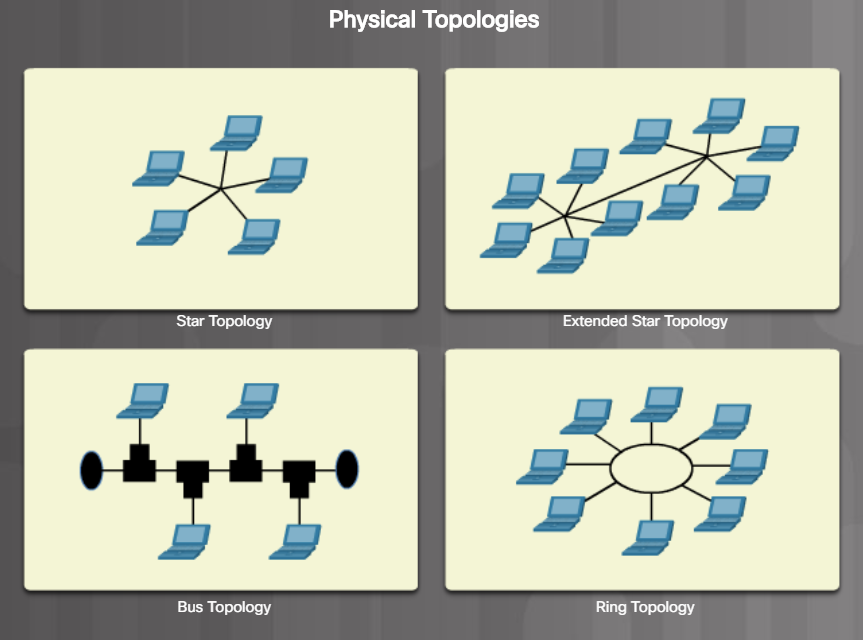 Physical Topologies
Star Topology
Extended Star Topology
Bus Topology
Ring Topology